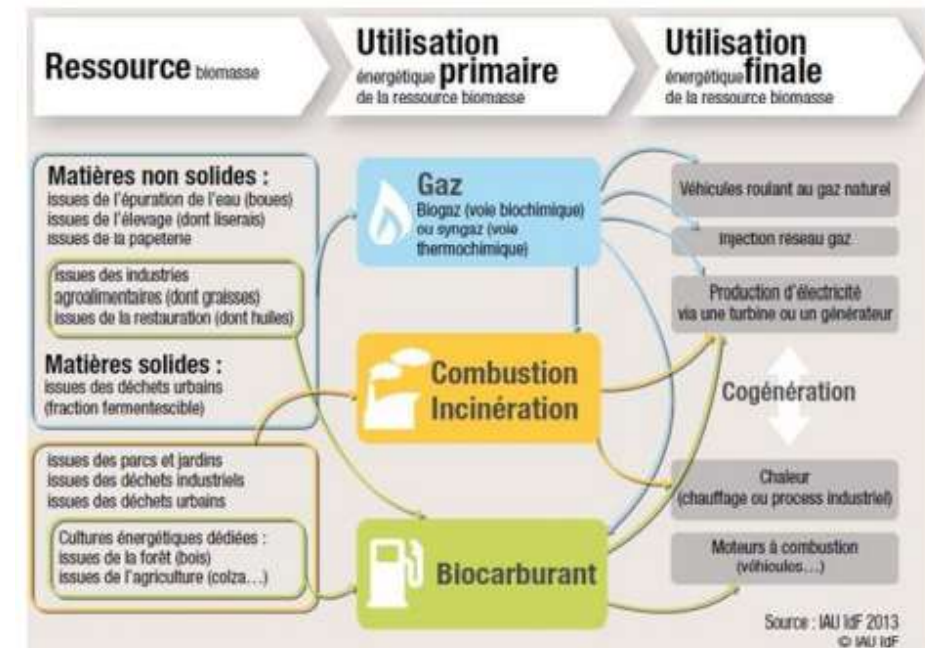 Ressource biomasse
Utilisation
énergétique primaire
de la ressource biomasse
Utilisation
énergétique finale
de la ressource biomasse
Matières non solides :
issues de l'épuration de l'eau (boues)
issues de l'élevage (dont liserais)
issues de la papeterie
issues des industries
agroalimentaires (dont graisses)
issues de la restauration (dont huiles)
Matières solides :
issues des déchets urbains
(fraction fermentescible)
issues des parcs et jardins
issues des déchets industriels
issues des déchets urbains
Cultures énergétiques dédiées :
issues de la forêt (bois)
issues de l'agriculture (colza...)
Gaz
Biogaz (voie biochimique)
ou syngaz (voie
thermochimique)
Combustion
Incinération
Biocarburant
Véhicules roulant au gaz naturel
Injection réseau gaz
Production d'électricité
via une turbine ou un générateur
Cogénération
Chaleur
(chauffage ou process industriel)
Moteurs à combustion
(véhicules...)
Source : IAU IdF 2013
© IAU IdF